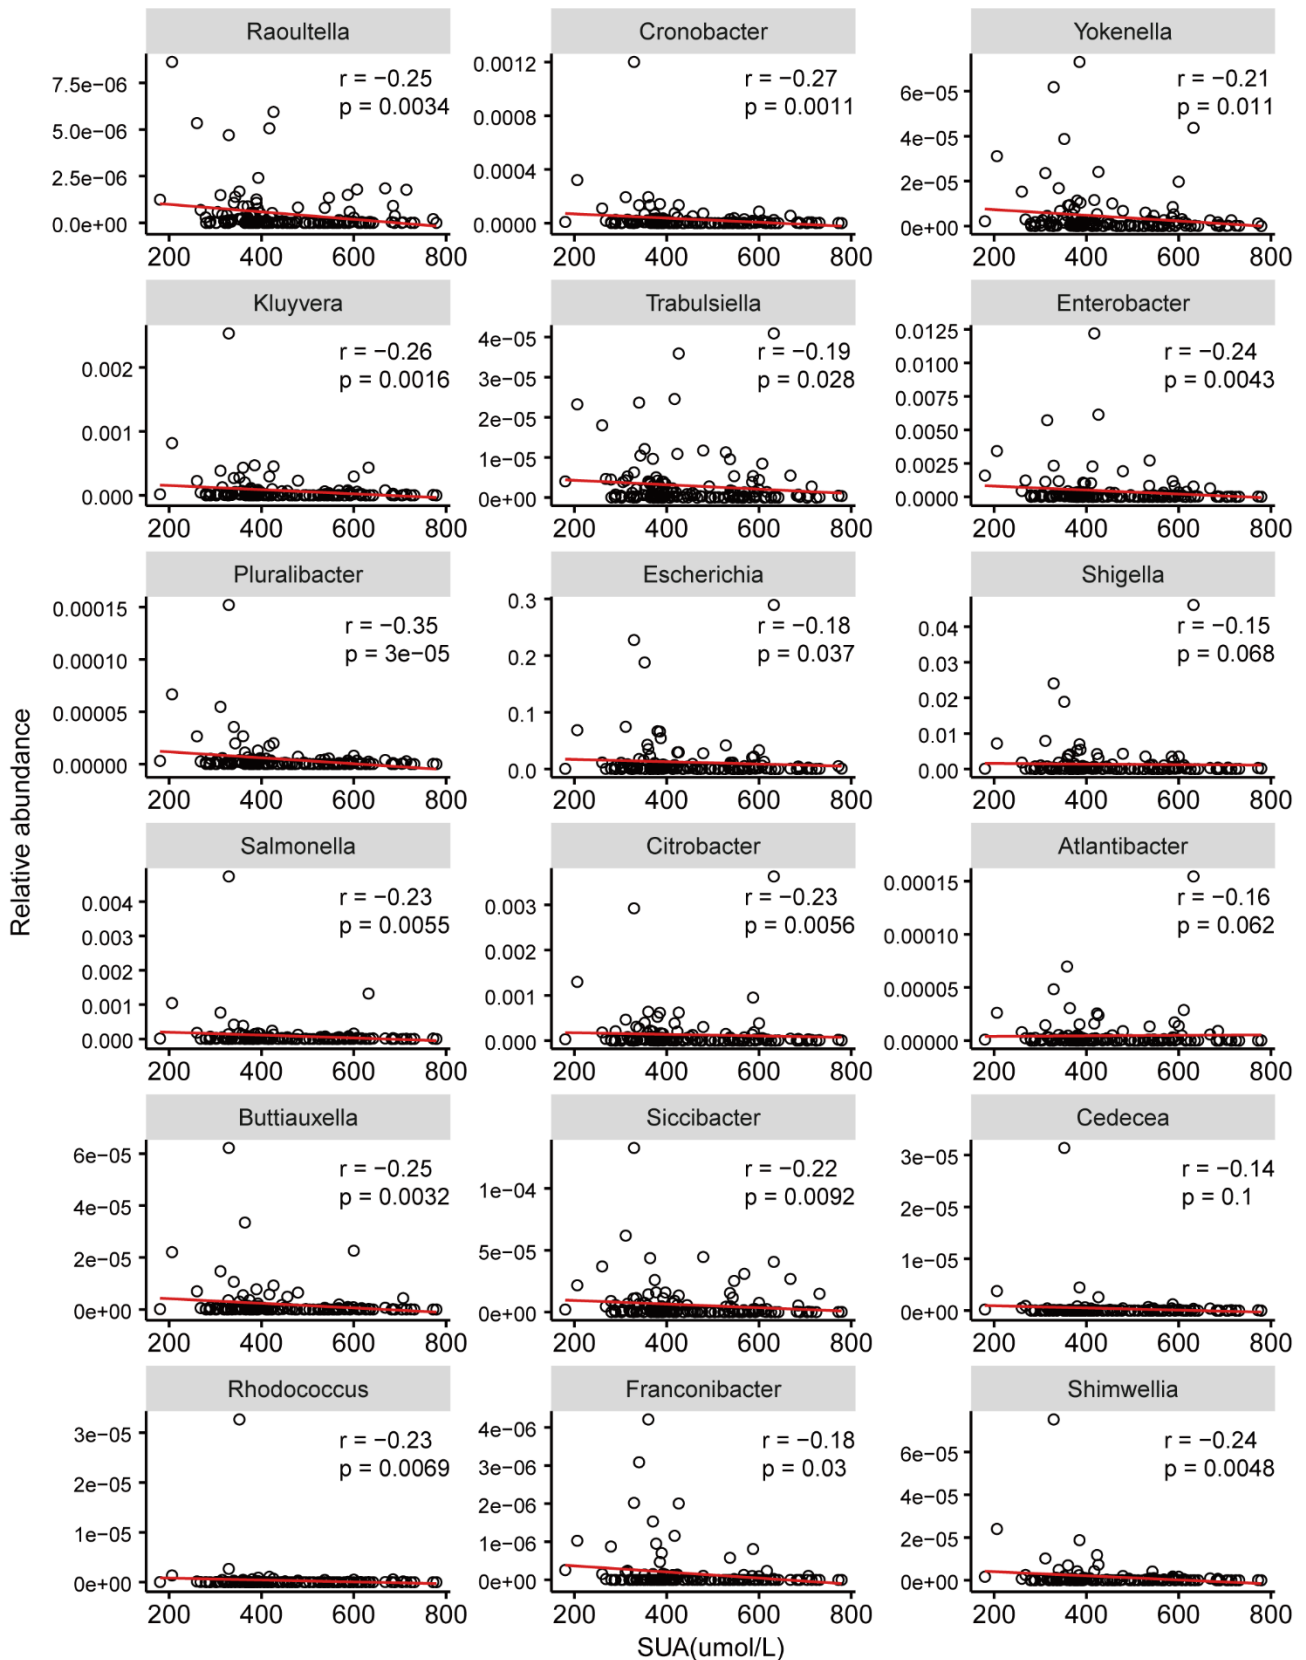 Relative abundance
Raoultella
r = −0.25
p = 0.0034
7.5e−06
5.0e−06
2.5e−06
0.0e+00
200 400 600 800
Cronobacter
r = −0.27
p = 0.0011
0.0012
0.0008
0.0004
0.0000
200 400 600 800
Yokenella
r = −0.21
p = 0.011
6e−05
4e−05
2e−05
0e+00
200 400 600 800
Kluyvera
r = −0.26
p = 0.0016
0.002
0.001
0.000
200 400 600 800
Trabulsiella
r = −0.19
p = 0.028
4e−05
3e−05
2e−05
1e−05
0e+00
200 400 600 800
Enterobacter
r = −0.24
p = 0.0043
0.0125
0.0100
0.0075
0.0050
0.0025
0.0000
200 400 600 800
Pluralibacter
r = −0.35
p = 3e−05
0.00015
0.00010
0.00005
0.00000
200 400 600 800
Escherichia
r = −0.18
p = 0.037
0.3
0.2
0.1
0.0
200 400 600 800
Shigella
r = −0.15
p = 0.068
0.04
0.03
0.02
0.01
0.00
200 400 600 800
Salmonella
r = −0.23
p = 0.0055
0.004
0.003
0.002
0.001
0.000
200 400 600 800
Citrobacter
r = −0.23
p = 0.0056
0.003
0.002
0.001
0.000
200 400 600 800
Atlantibacter
r = −0.16
p = 0.062
0.00015
0.00010
0.00005
0.00000
200 400 600 800
Buttiauxella
r = −0.25
p = 0.0032
6e−05
4e−05
2e−05
0e+00
200 400 600 800
Siccibacter
r = −0.22
p = 0.0092
1e−04
5e−05
0e+00
200 400 600 800
Cedecea
r = −0.14
p = 0.1
3e−05
2e−05
1e−05
0e+00
200 400 600 800
Rhodococcus
r = −0.23
p = 0.0069
3e−05
2e−05
1e−05
0e+00
200 400 600 800
Franconibacter
r = −0.18
p = 0.03
4e−06
3e−06
2e−06
1e−06
0e+00
200 400 600 800
Shimwellia
r = −0.24
p = 0.0048
6e−05
4e−05
2e−05
0e+00
200 400 600 800
SUA(umol/L)